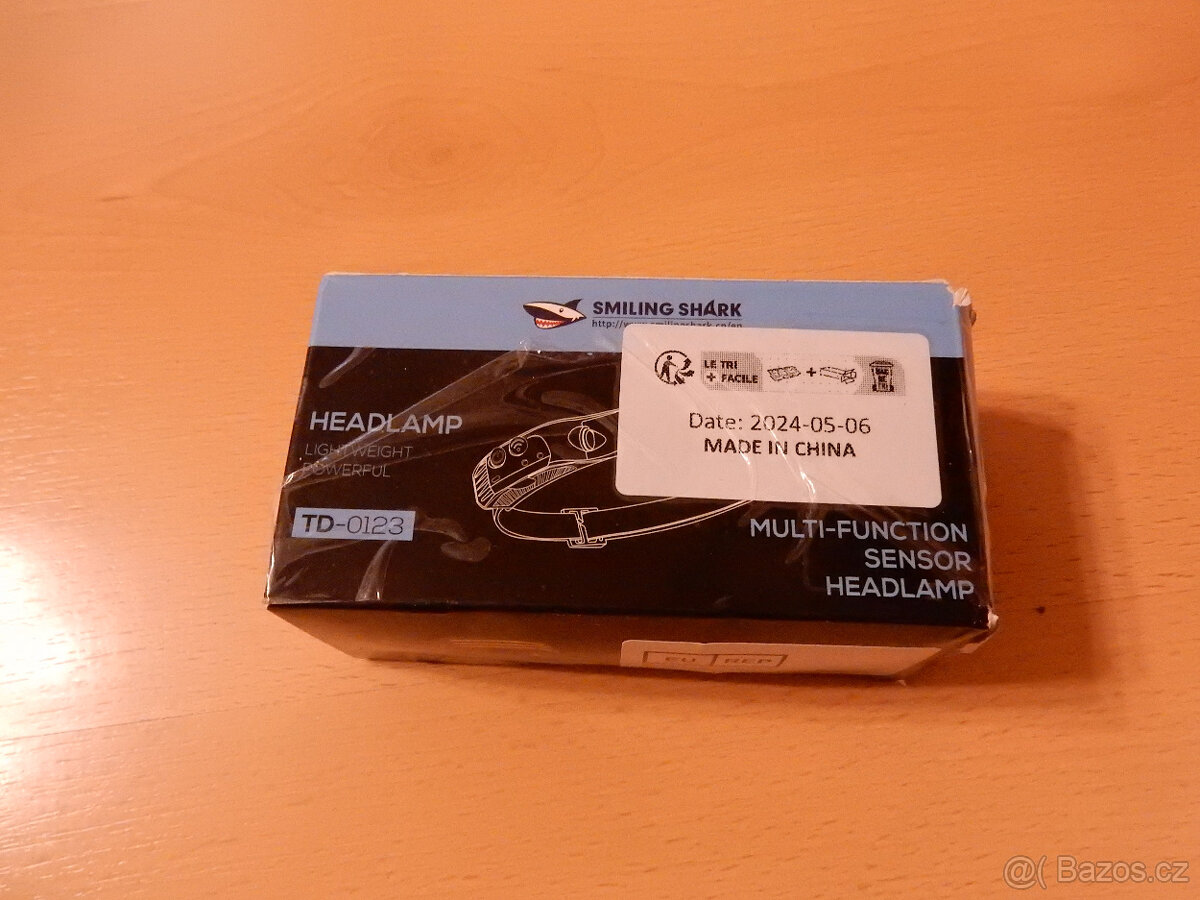 SMILING SHARK
LE TRI
+ FACILE
Date: 2024-05-06
MADE IN CHINA
HEADLAMP
LIGHTWEIGHT
POWERFUL
TD-0123
MULTI-FUNCTION
SENSOR
HEADLAMP
EU REP
@( Bazos.cz